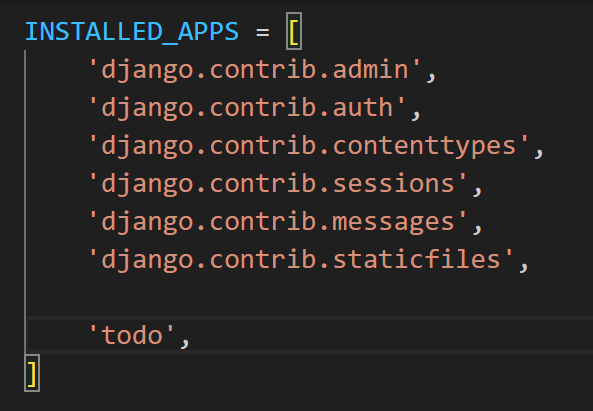 INSTALLED_APPS = [
    'django.contrib.admin',
    'django.contrib.auth',
    'django.contrib.contenttypes',
    'django.contrib.sessions',
    'django.contrib.messages',
    'django.contrib.staticfiles',

    'todo',
]